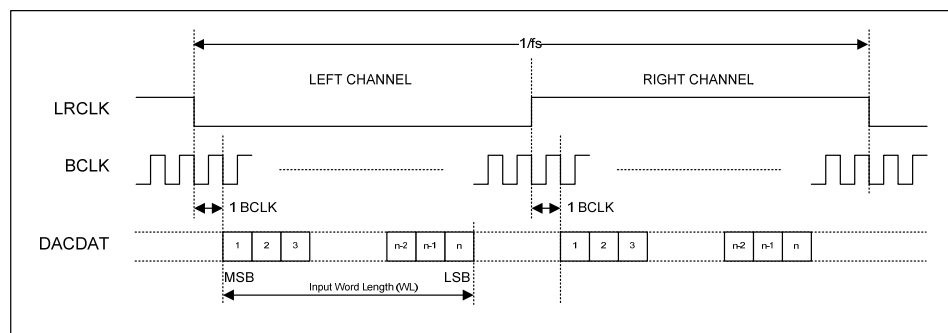 1/fs
LEFT CHANNEL RIGHT CHANNEL
LRCLK
BCLK
1 BCLK 1 BCLK
DACDAT 1 2 3 n-2 n-1 n 1 2 3 n-2 n-1 n
MSB LSB
Input Word Length (WL)